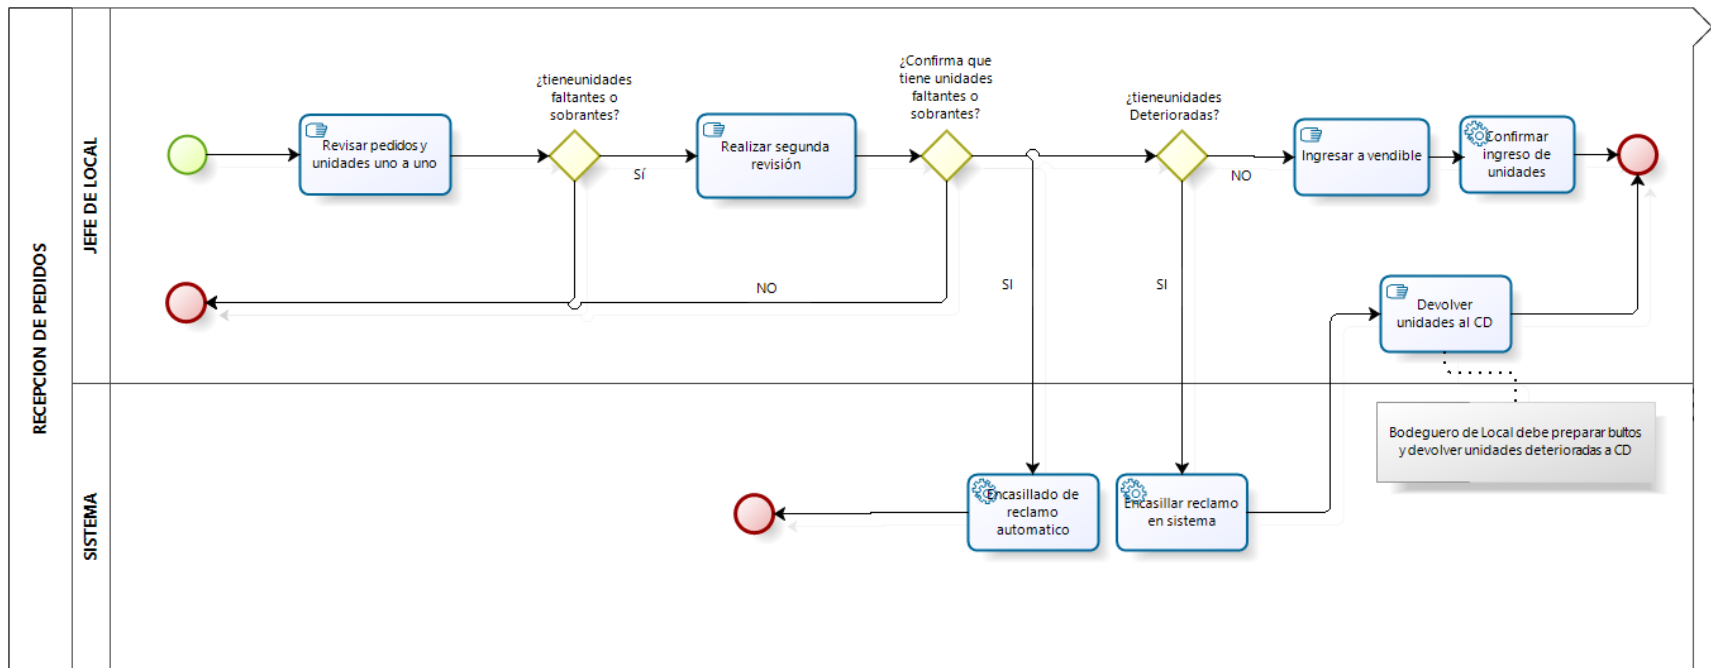 RECEPCION DE PEDIDOS
JEFE DE LOCAL
Revisar pedidos y
unidades uno a uno
¿tieneunidades
faltantes o
sobrantes?
Sí
Realizar segunda
revisión
¿Confirma que
tiene unidades
faltantes o
sobrantes?
¿tieneunidades
Deterioradas?
NO
Ingresar a vendible
Confirmar
ingreso de
unidades
NO
SI
SI
Devolver
unidades al CD
SISTEMA
Bodeguero de Local debe preparar bultos
y devolver unidades deterioradas a CD
Encasillado de
reclamo
automatico
Encasillar reclamo
en sistema